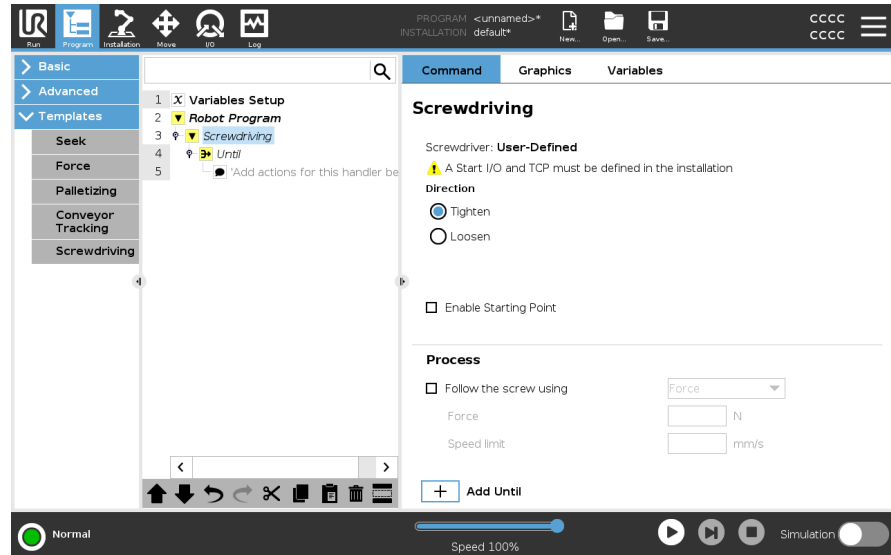 UR
PROGRAM <unnamed>*
INSTALLATION default*
New...
Open...
Save...
CCCC
CCCC
Run
Program
Installation
Move
I/O
Log
Basic
Advanced
Templates
Seek
Force
Palletizing
Conveyor
Tracking
Screwdriving
1 X Variables Setup
2 Robot Program
3 Screwdriving
4 Until
5 'Add actions for this handler be
Command
Graphics
Variables
Screwdriving
Screwdriver: User-Defined
A Start I/O and TCP must be defined in the installation
Direction
Tighten
Loosen
Enable Starting Point
Process
Follow the screw using
Force
Force
N
Speed limit
mm/s
+ Add Until
Normal
Speed 100%
Simulation